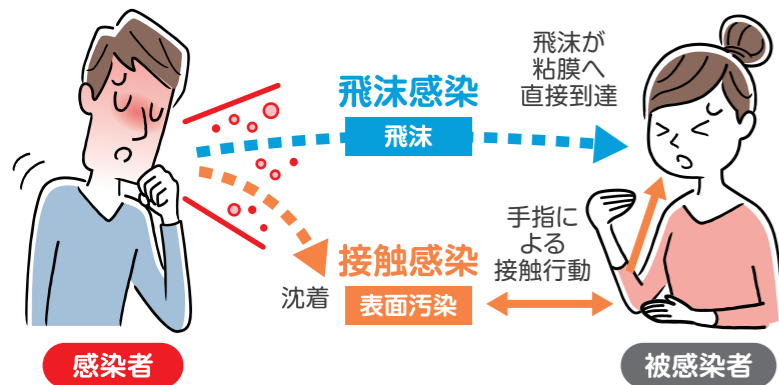 飛沫が
粘膜へ
直接到達
飛沫感染
飛沫
手指に
よる
接触行動
接触感染
沈着
表面汚染
感染者
被感染者